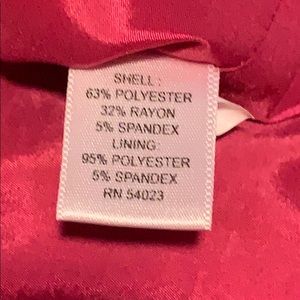 SHELL:
63% POLYESTER
32% RAYON
5% SPANDEX
LINING:
95% POLYESTER
5% SPANDEX
RN 54023